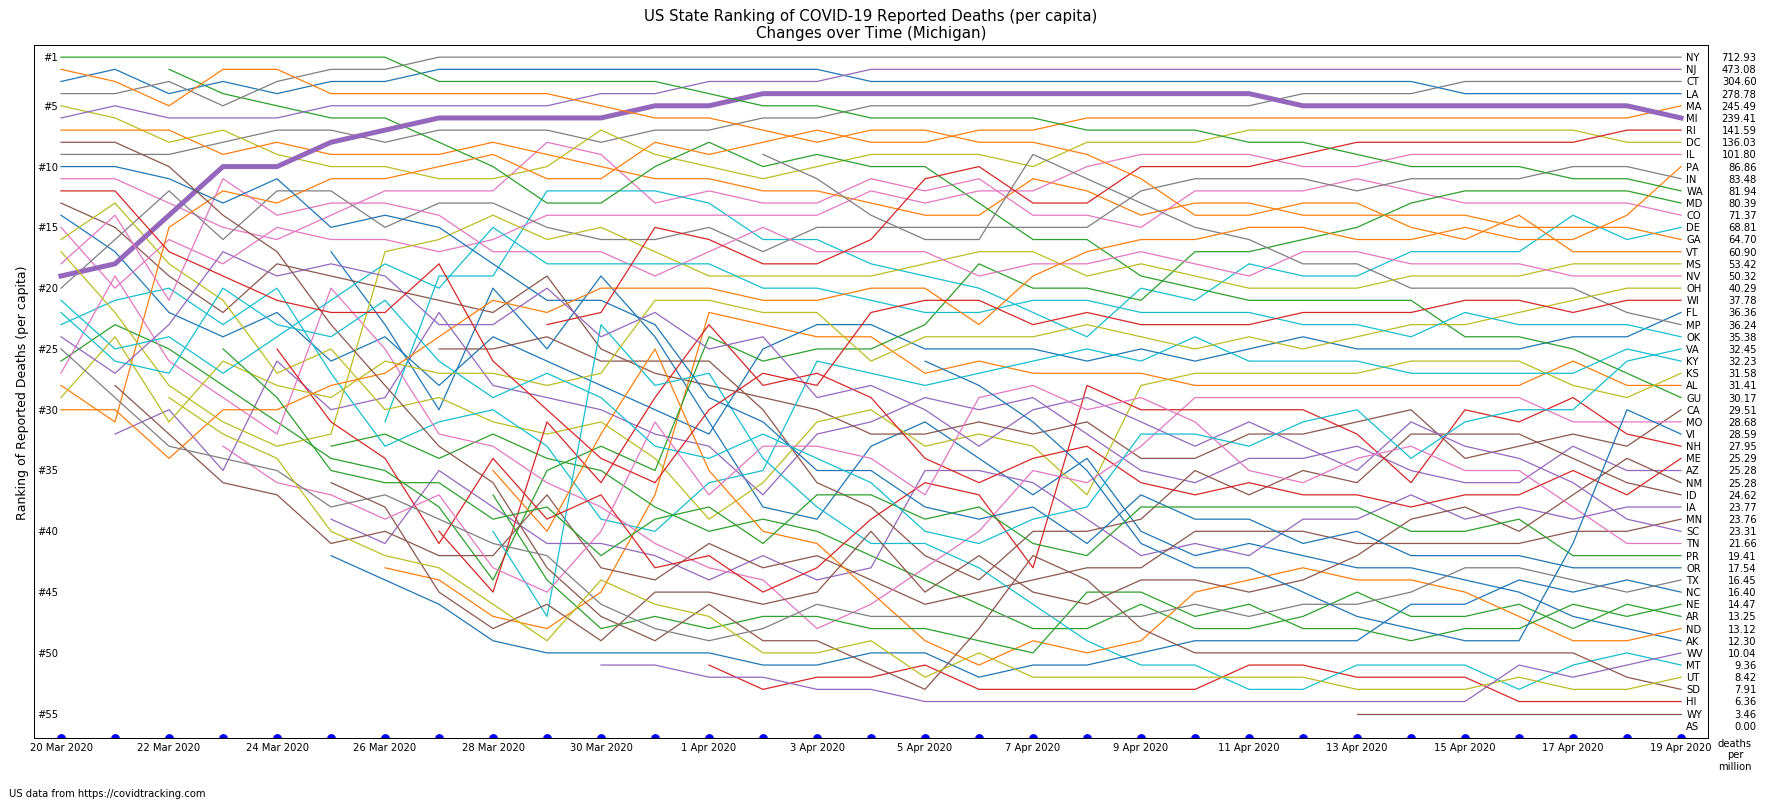 US State Ranking of COVID-19 Reported Deaths (per capita)
Changes over Time (Michigan)
Ranking of Reported Deaths (per capita)
#1
#5
#10
#15
#20
#25
#30
#35
#40
#45
#50
#55
NY 712.93
NJ 473.08
CT 304.60
LA 278.78
MA 245.49
MI 239.41
RI 141.59
DC 136.03
IL 101.80
PA 86.86
IN 83.48
WA 81.94
MD 80.39
CO 71.37
DE 68.81
GA 64.70
VT 60.90
MS 53.42
NV 50.32
OH 40.29
WI 37.78
FL 36.36
MP 36.24
OK 35.38
VA 32.45
KY 32.23
KS 31.58
AL 31.41
GU 30.17
CA 29.51
MO 28.68
VI 28.59
NH 27.95
ME 25.29
AZ 25.28
NM 25.28
ID 24.62
IA 23.77
MN 23.76
SC 23.31
TN 21.66
PR 19.41
OR 17.54
TX 16.45
NC 16.40
NE 14.47
AR 13.25
ND 13.12
AK 12.30
WV 10.04
MT 9.36
UT 8.42
SD 7.91
HI 6.36
WY 3.46
AS 0.00
20 Mar 2020 22 Mar 2020 24 Mar 2020 26 Mar 2020 28 Mar 2020 30 Mar 2020 1 Apr 2020 3 Apr 2020 5 Apr 2020 7 Apr 2020 9 Apr 2020 11 Apr 2020 13 Apr 2020 15 Apr 2020 17 Apr 2020 19 Apr 2020
deaths
per
million
US data from https://covidtracking.com